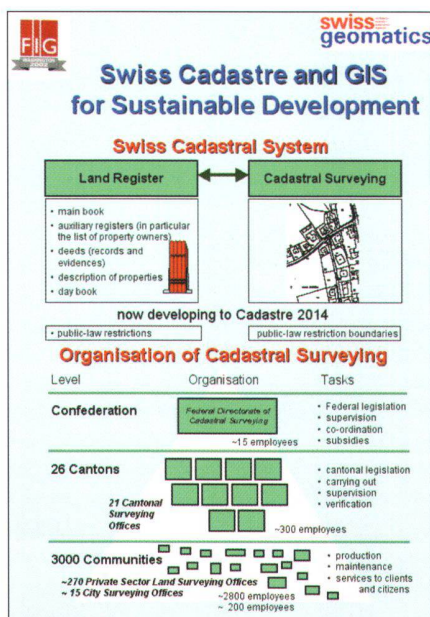 FIG
WASHINGTON
2002
swiss
geomatics
Swiss Cadastre and GIS
for Sustainable Development
Swiss Cadastral System
Land Register
Cadastral Surveying
• main book
• auxiliary registers (in particular
the list of property owners)
• deeds (records and
evidences)
• description of properties
• day book
now developing to Cadastre 2014
• public-law restrictions
public-law restriction boundaries
Organisation of Cadastral Surveying
Level Organisation Tasks
Confederation
Federal Directorate of
Cadastral Surveying
~15 employees
• Federal legislation
• supervision
• co-ordination
• subsidies
26 Cantons
21 Cantonal
Surveying
Offices
~300 employees
• cantonal legislation
• carrying out
• supervision
• verification
3000 Communities
~270 Private Sector Land Surveying Offices
~ 15 City Surveying Offices
~2800 employees
~ 200 employees
• production
• maintenance
• services to clients
and citizens